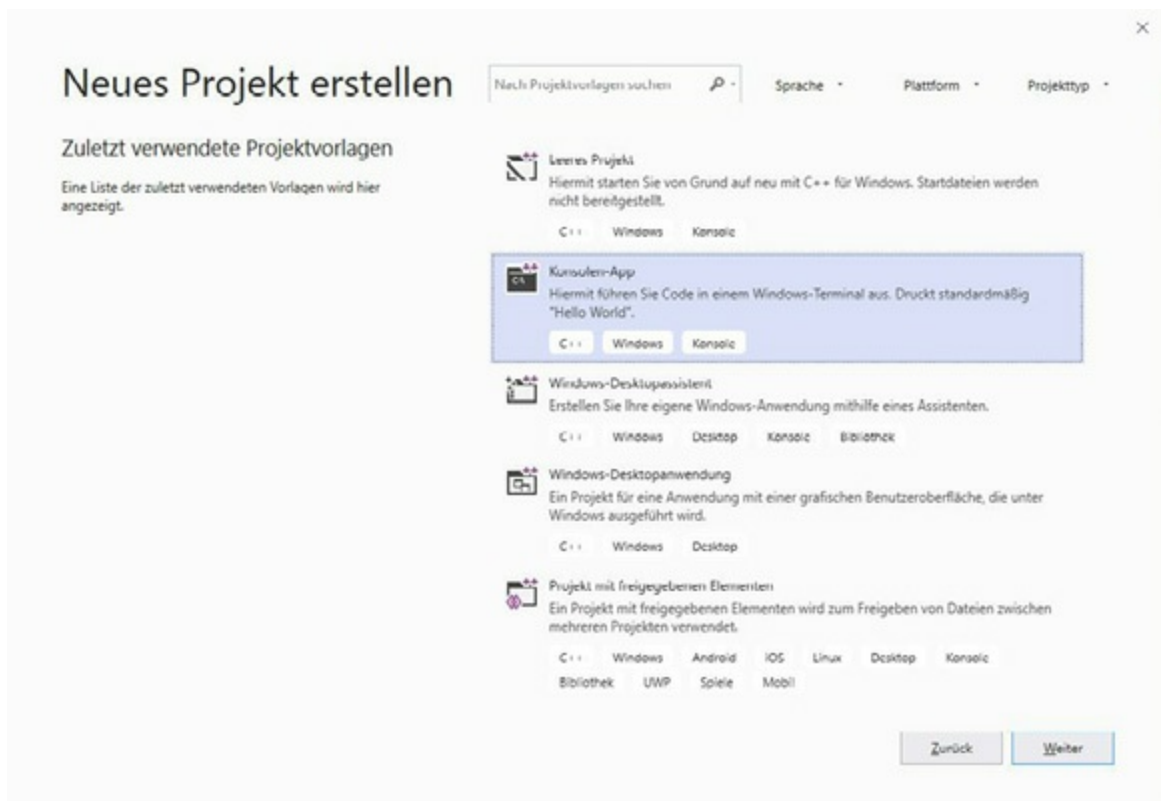 Neues Projekt erstellen
Nach Projektvorlagen suchen
Sprache
Plattform
Projekttyp
Zuletzt verwendete Projektvorlagen
Eine Liste der zuletzt verwendeten Vorlagen wird hier
angezeigt.
Leeres Projekt
Hiermit starten Sie von Grund auf neu mit C++ für Windows. Startdateien werden
nicht bereitgestellt.
C++ Windows Konsole
Konsolen-App
Hiermit führen Sie Code in einem Windows-Terminal aus. Druckt standardmäßig
"Hello World".
C++ Windows Konsole
Windows-Desktopassistent
Erstellen Sie Ihre eigene Windows-Anwendung mithilfe eines Assistenten.
C++ Windows Desktop Konsole Bibliothek
Windows-Desktopanwendung
Ein Projekt für eine Anwendung mit einer grafischen Benutzeroberfläche, die unter
Windows ausgeführt wird.
C++ Windows Desktop
Projekt mit freigegebenen Elementen
Ein Projekt mit freigegebenen Elementen wird zum Freigeben von Dateien zwischen
mehreren Projekten verwendet.
C++ Windows Android iOS Linux Desktop Konsole
Bibliothek UWP Spiele Mobil
Zurück
Weiter